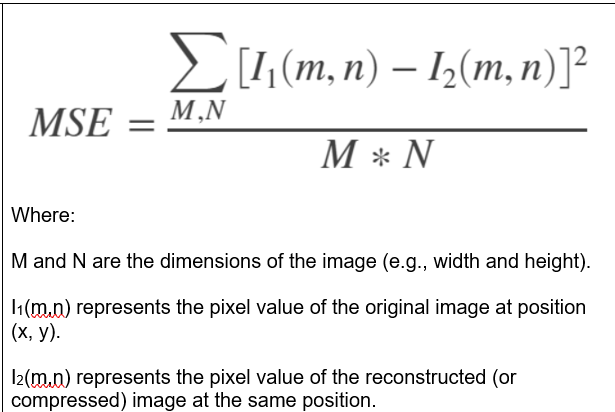 MSE = \frac{\sum_{M,N} [I₁(m, n) − I₂(m, n)]²}{M * N}
Where:
M and N are the dimensions of the image (e.g., width and height).
I₁(m,n) represents the pixel value of the original image at position
(x, y).
I₂(m,n) represents the pixel value of the reconstructed (or
compressed) image at the same position.